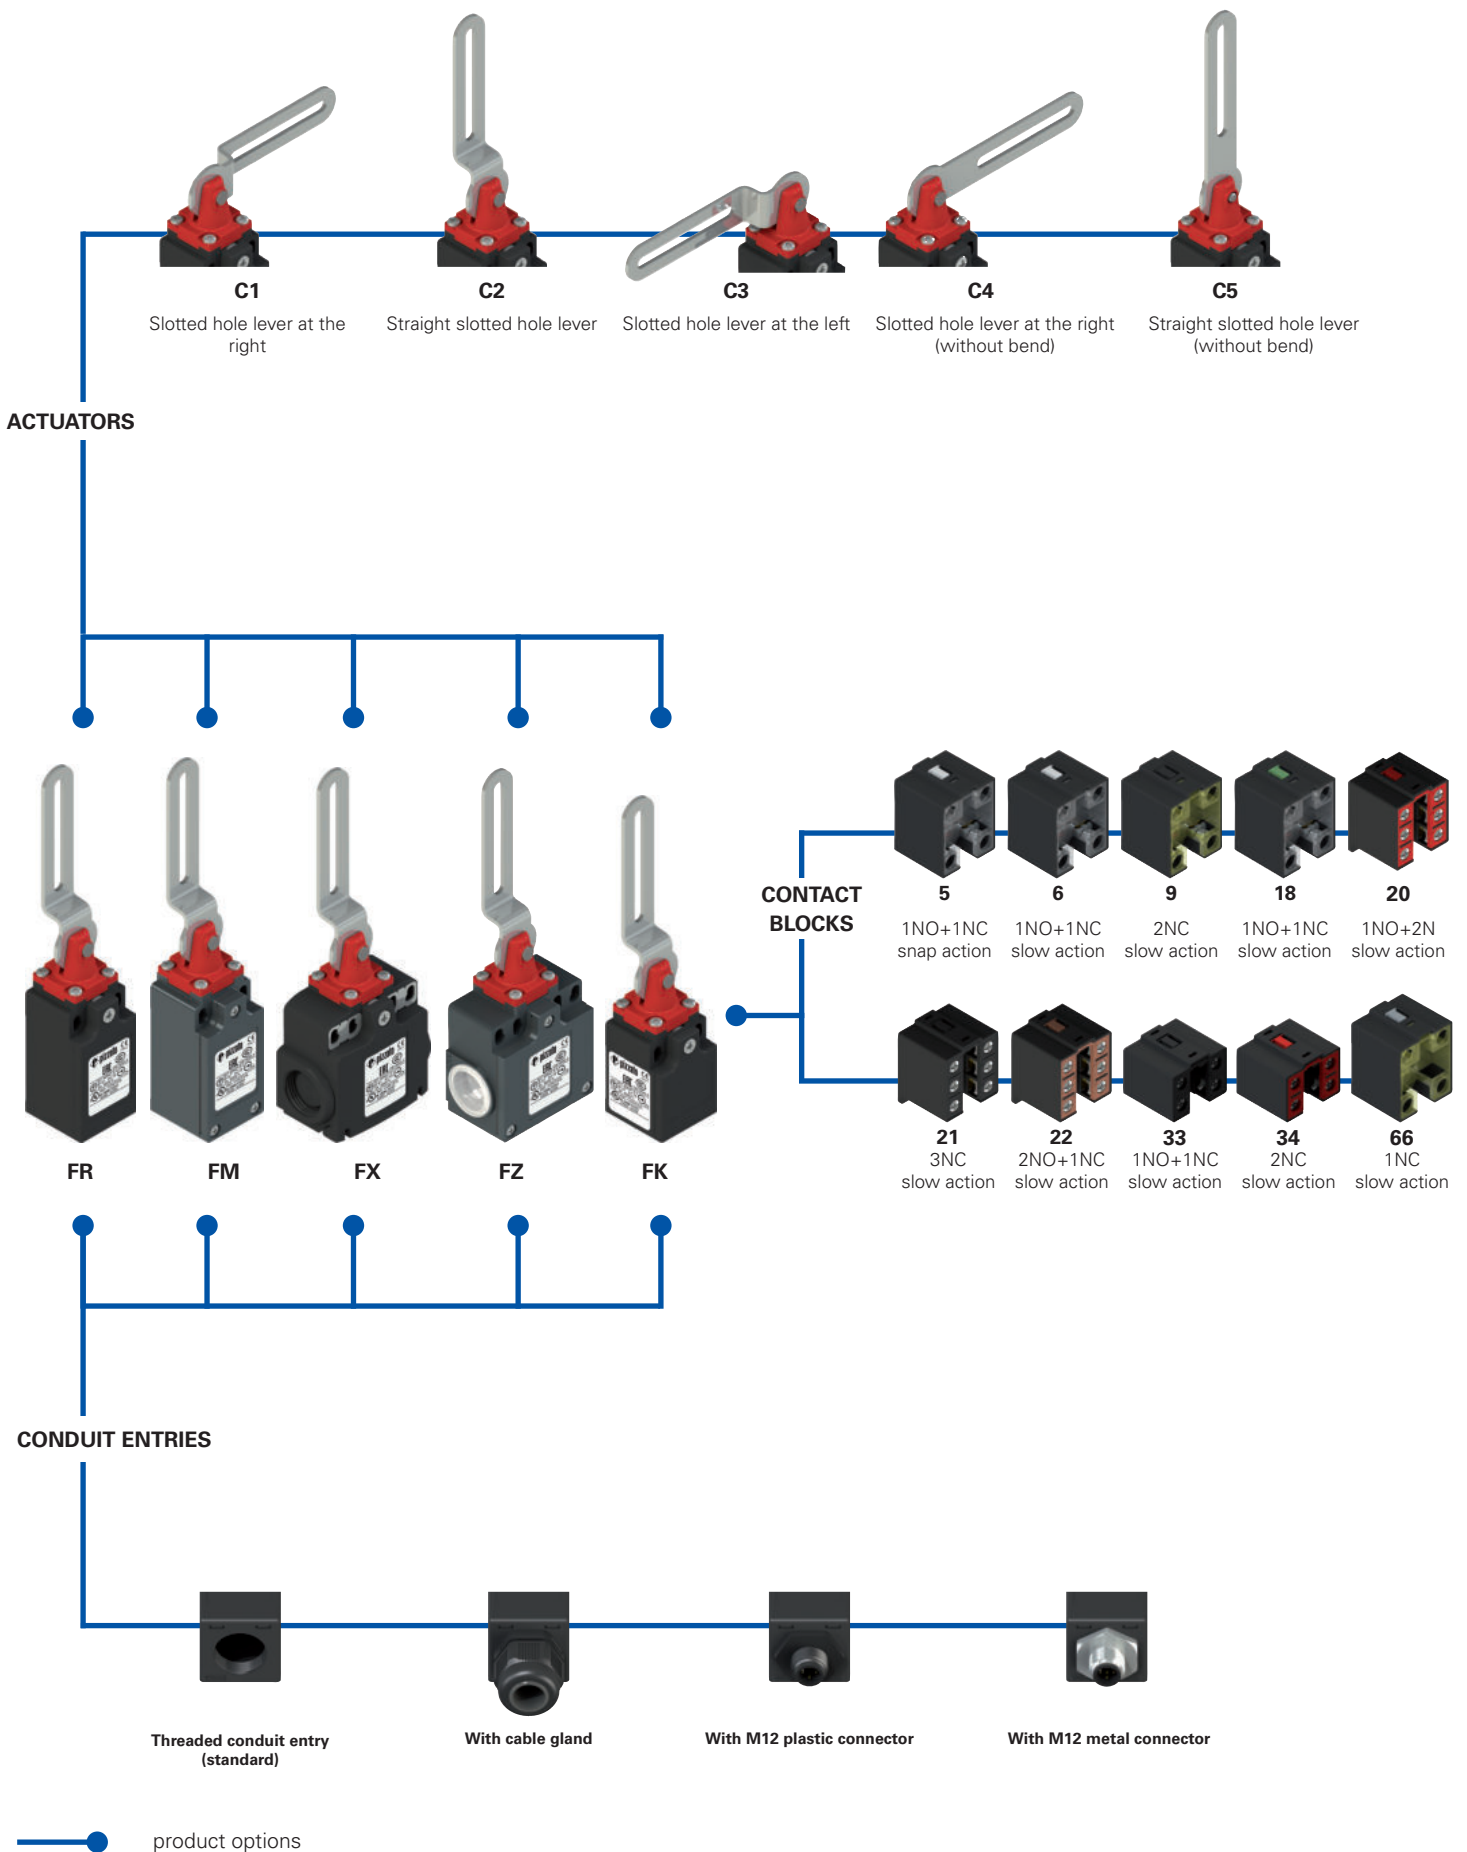 C1
C2
C3
C4
C5
Slotted hole lever at the
right
Straight slotted hole lever
Slotted hole lever at the left
Slotted hole lever at the right
(without bend)
Straight slotted hole lever
(without bend)
ACTUATORS
CONTACT
BLOCKS
5
6
9
18
20
1NO+1NC
snap action
1NO+1NC
slow action
2NC
slow action
1NO+1NC
slow action
1NO+2N
slow action
21
22
33
34
66
3NC
slow action
2NO+1NC
slow action
1NO+1NC
slow action
2NC
slow action
1NC
slow action
pizzato
pizzato
pizzato
pizzato
pizzato
FR
FM
FX
FZ
FK
CONDUIT ENTRIES
Threaded conduit entry
(standard)
With cable gland
With M12 plastic connector
With M12 metal connector
product options